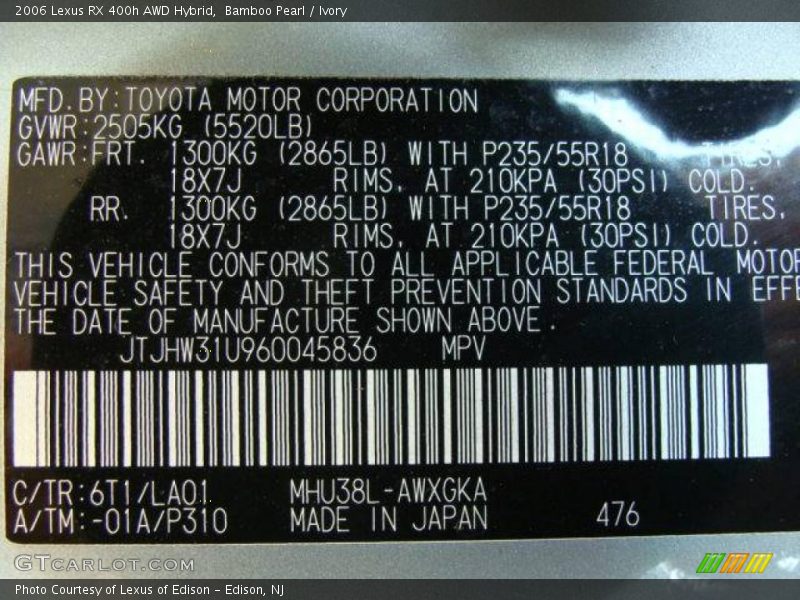 2006 Lexus RX 400h AWD Hybrid, Bamboo Pearl / Ivory
MFD. BY: TOYOTA MOTOR CORPORATION
GVWR: 2505KG (5520LB)
GAWR: FRT. 1300KG (2865LB) WITH P235/55R18 TIRES,
18X7J RIMS, AT 210KPA (30PSI) COLD.
RR. 1300KG (2865LB) WITH P235/55R18 TIRES,
18X7J RIMS, AT 210KPA (30PSI) COLD.
THIS VEHICLE CONFORMS TO ALL APPLICABLE FEDERAL MOTOR
VEHICLE SAFETY AND THEFT PREVENTION STANDARDS IN EFFE
THE DATE OF MANUFACTURE SHOWN ABOVE.
JTJHW31U960045836 MPV
C/TR: 6T1/LA01 MHU38L-AWXGKA
A/TM: -01A/P310 MADE IN JAPAN 476
GTCARLOT.COM
Photo Courtesy of Lexus of Edison - Edison, NJ